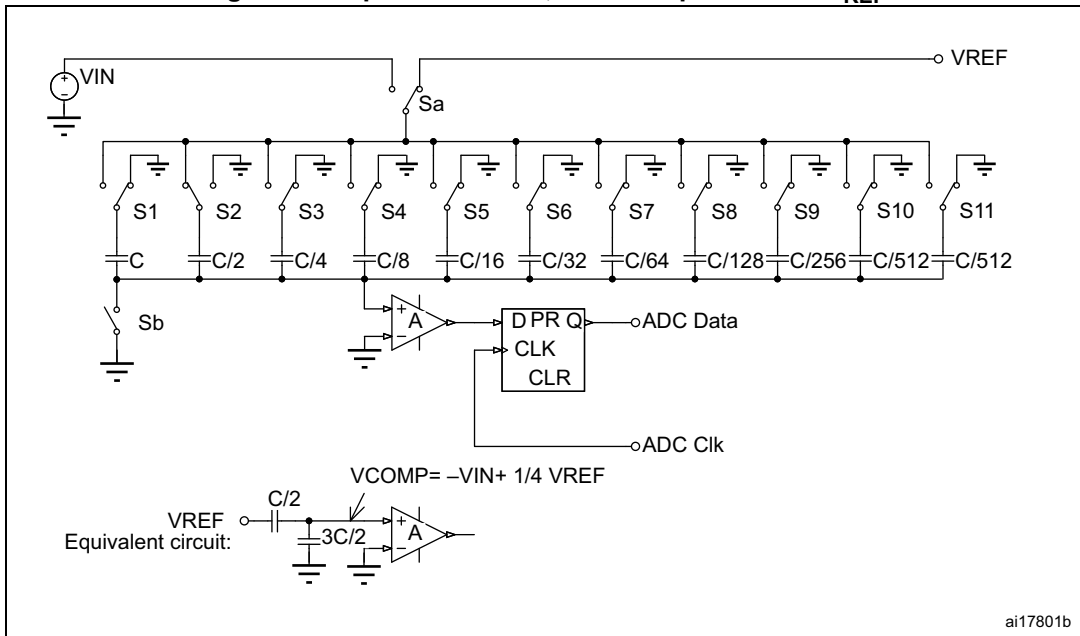 VIN
VREF
Sa
S1 S2 S3 S4 S5 S6 S7 S8 S9 S10 S11
C C/2 C/4 C/8 C/16 C/32 C/64 C/128 C/256 C/512 C/512
Sb
+
A
–
D PR Q
CLK
CLR
ADC Data
ADC Clk
VCOMP= –VIN+ 1/4 VREF
C/2
VREF
Equivalent circuit:
3C/2
+
A
–
ai17801b